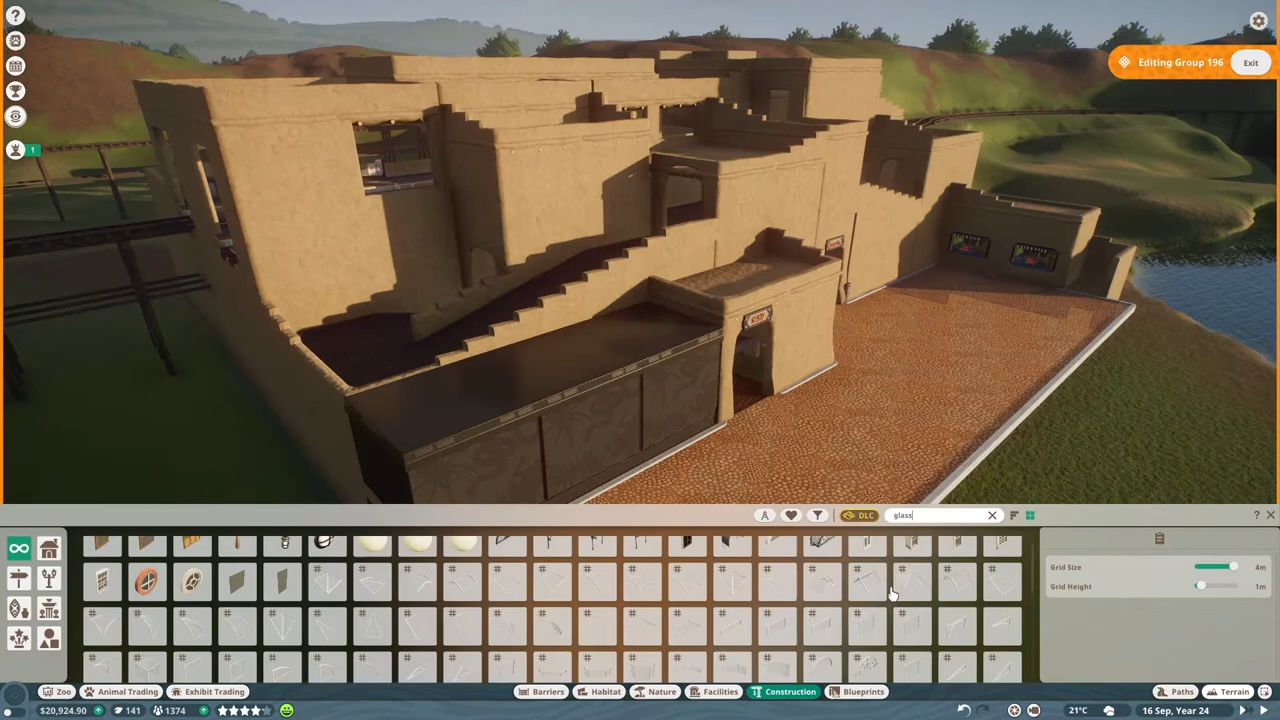 Editing Group 196
Exit
1
DLC
glass
?
Grid Size
4m
Grid Height
1m
Zoo
Animal Trading
Exhibit Trading
Barriers
Habitat
Nature
Facilities
Construction
Blueprints
Paths
Terrain
$20,924.90
141
1374
21°C
16 Sep, Year 24